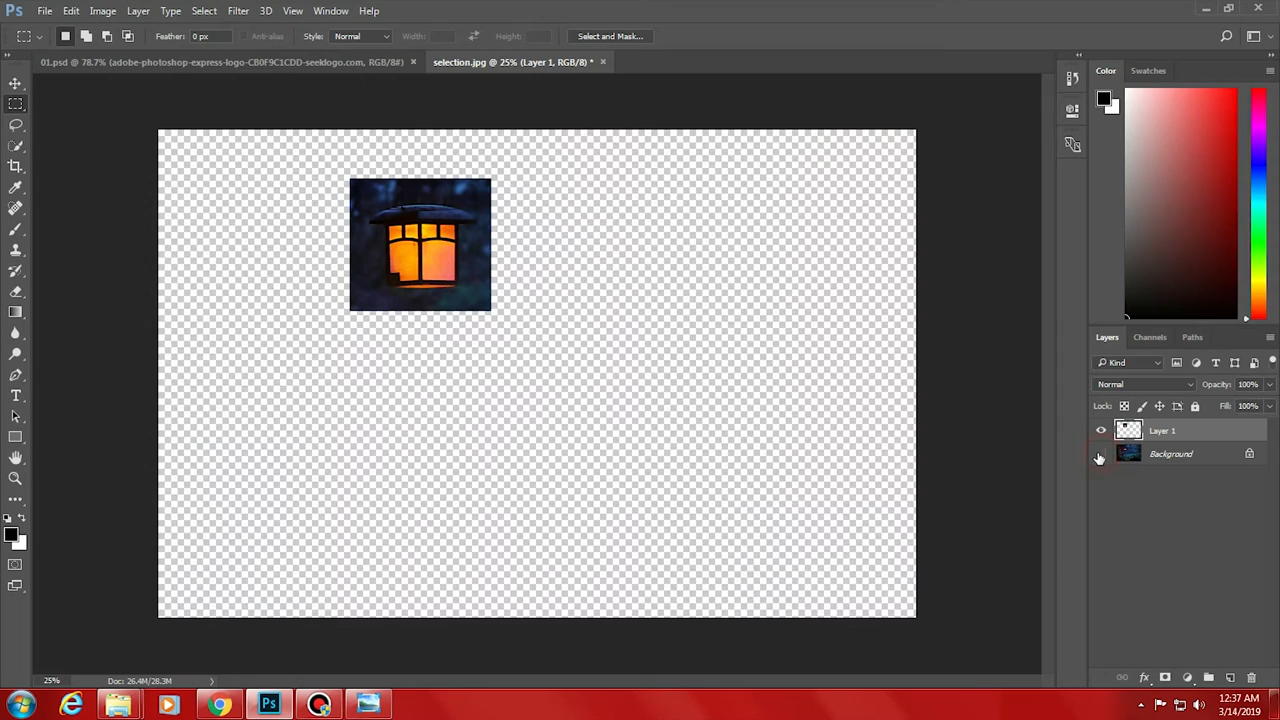 Ps File Edit Image Layer Type Select Filter 3D View Window Help
Feather: 0 px Anti-alias Style: Normal Width: Height: Select and Mask...
01.psd @ 78.7% (adobe-photoshop-express-logo-CB0F9C1CDD-seeklogo.com, RGB/8#) × selection.jpg @ 25% (Layer 1, RGB/8) * ×
Color Swatches
Layers Channels Paths
Kind
Normal Opacity: 100%
Lock: Fill: 100%
Layer 1
Background
25% Doc: 26.4M/28.3M
Ps
12:37 AM
3/14/2019